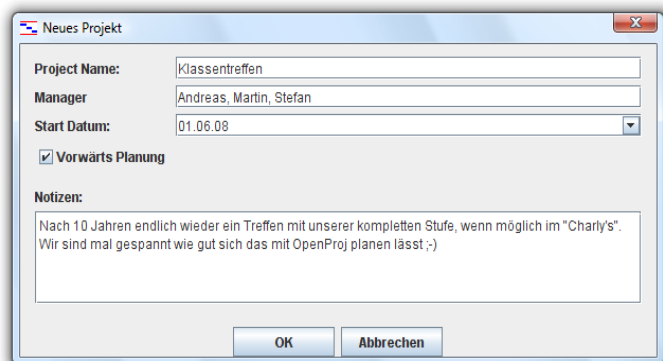 Neues Projekt
Project Name: Klassentreffen
Manager Andreas, Martin, Stefan
Start Datum: 01.06.08
Vorwärts Planung
Notizen:
Nach 10 Jahren endlich wieder ein Treffen mit unserer kompletten Stufe, wenn möglich im "Charly's".
Wir sind mal gespannt wie gut sich das mit OpenProj planen lässt ;-)
OK Abbrechen